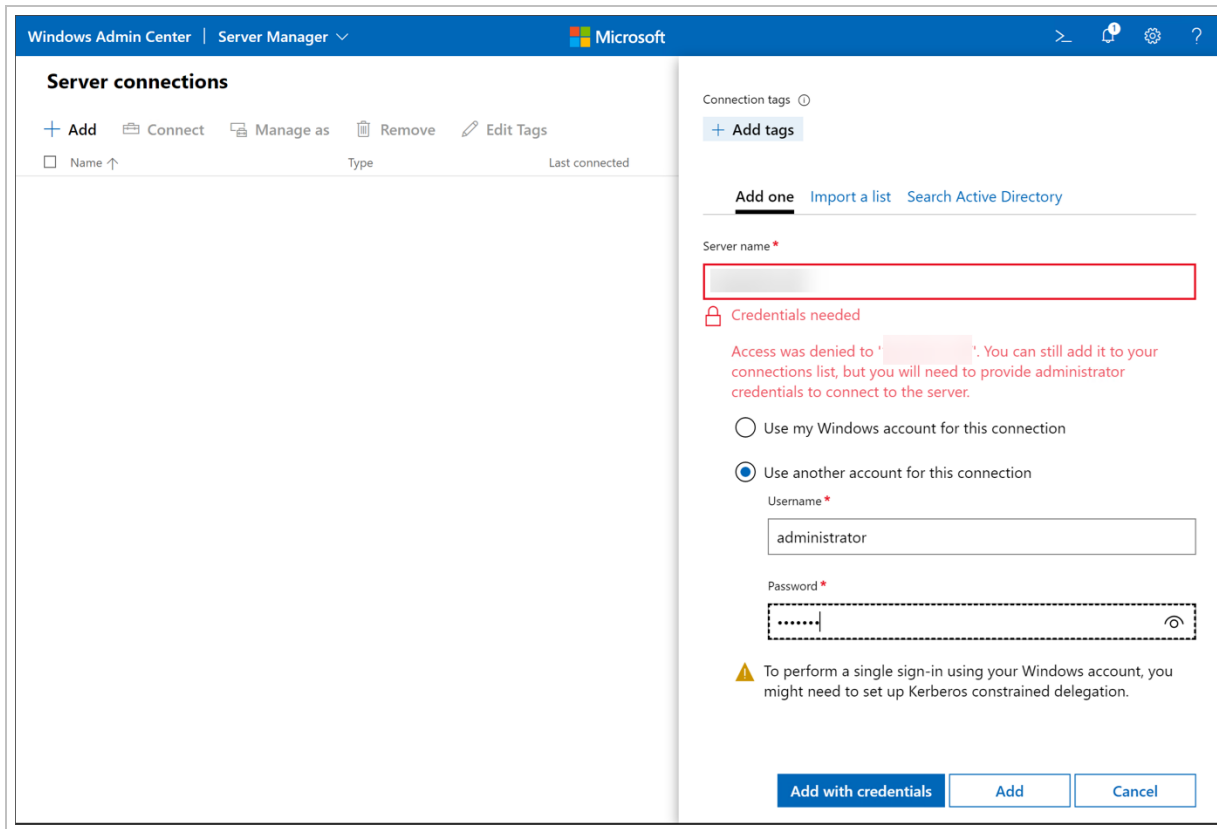 Windows Admin Center | Server Manager
Microsoft
1
?
Server connections
Add
Connect
Manage as
Remove
Edit Tags
Name
Type
Last connected
Connection tags
+ Add tags
Add one
Import a list
Search Active Directory
Server name *
Credentials needed
Access was denied to ' '. You can still add it to your
connections list, but you will need to provide administrator
credentials to connect to the server.
Use my Windows account for this connection
Use another account for this connection
Username *
administrator
Password *
•••••••
To perform a single sign-in using your Windows account, you
might need to set up Kerberos constrained delegation.
Add with credentials
Add
Cancel